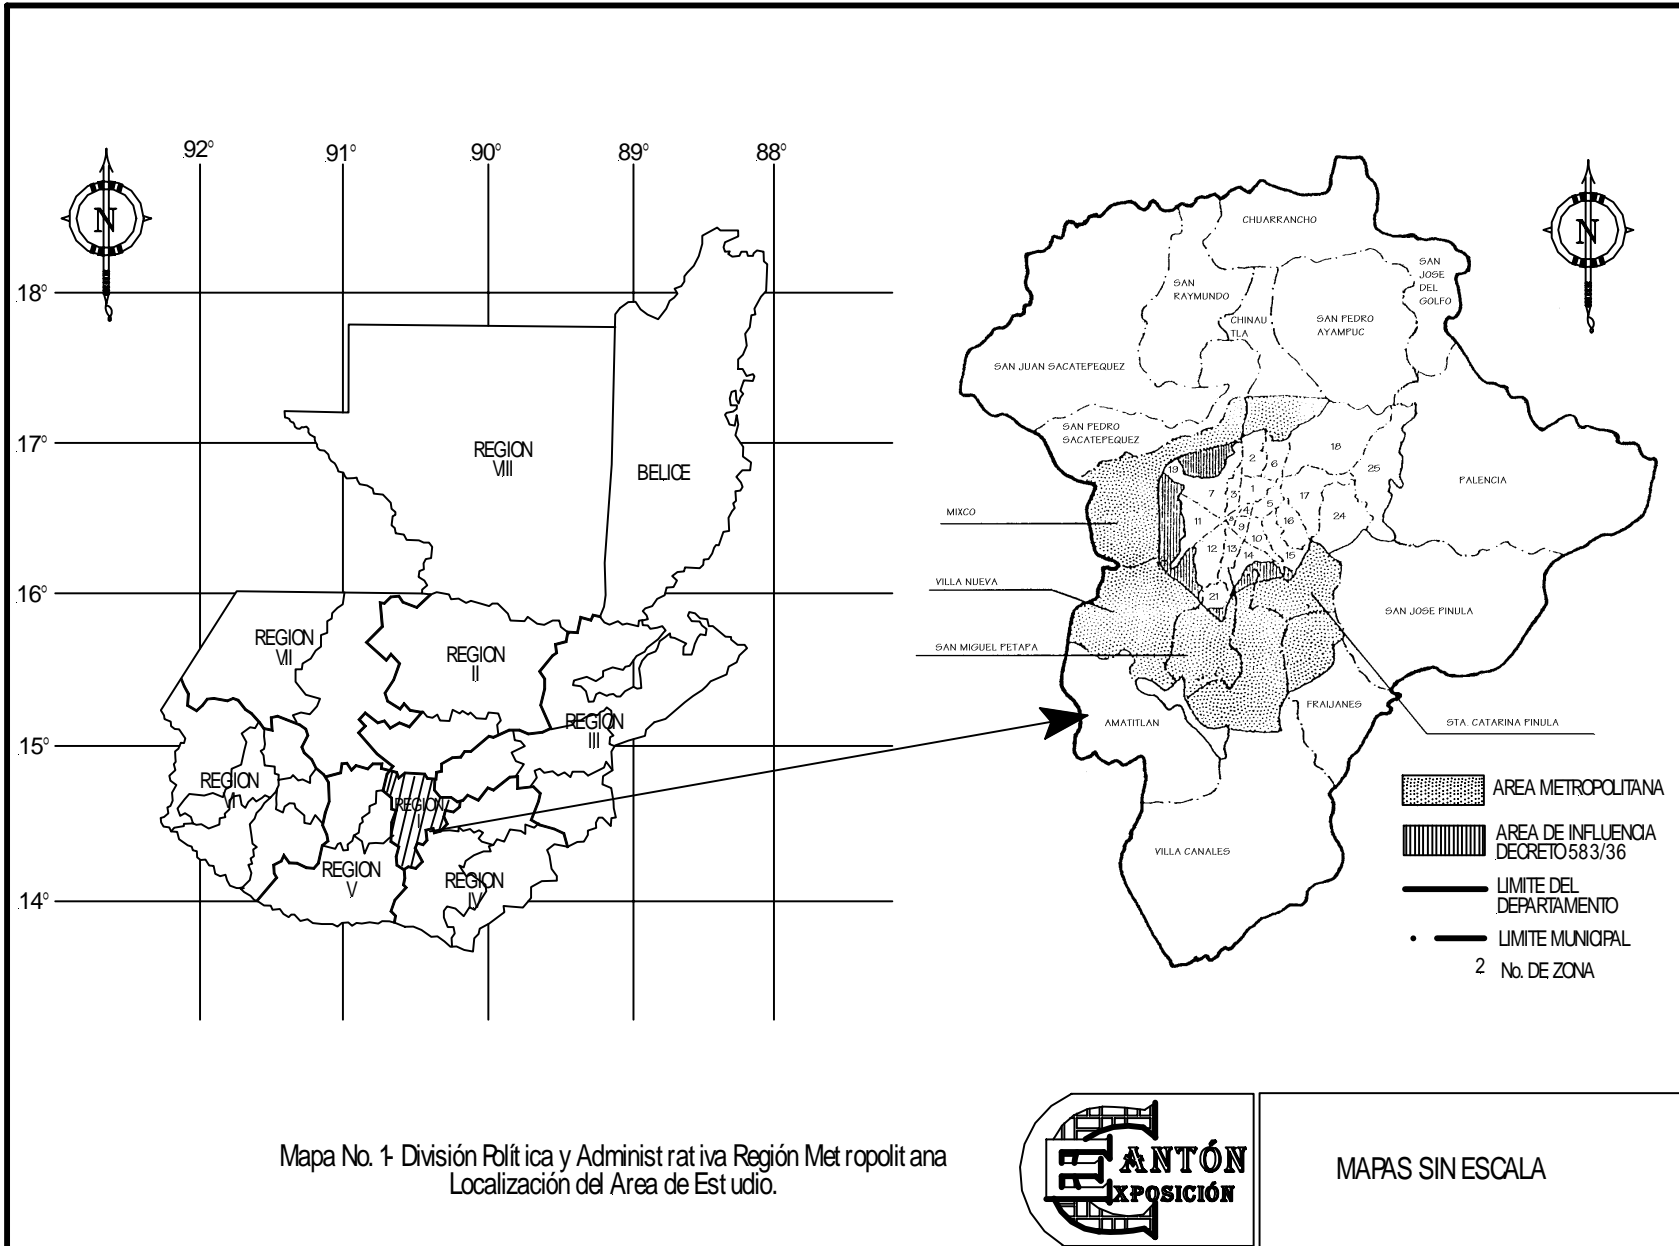 92°
91°
90°
89°
88°
N
18°
17°
16°
15°
14°
REGION
VIII
BELICE
REGION
VII
REGION
II
REGION
III
REGION
VI
REGION
I
REGION
V
REGION
IV
N
CHUARRANCHO
SAN
JOSE
DEL
GOLFO
SAN
RAYMUNDO
CHINAU
TLA
SAN PEDRO
AYAMPUC
SAN JUAN SACATEPEQUEZ
SAN PEDRO
SACATEPEQUEZ
PALENCIA
MIXCO
VILLA NUEVA
SAN MIGUEL PETAPA
SAN JOSE PINULA
AMATITLAN
FRAIJANES
STA. CATARINA PINULA
VILLA CANALES
18
2
6
25
19
7
3
1
5
17
4
24
11
8
9
16
10
12
13
14
15
21
AREA METROPOLITANA
AREA DE INFLUENCIA
DECRETO 583/36
LIMITE DEL
DEPARTAMENTO
LIMITE MUNICIPAL
2 No. DE ZONA
Mapa No. 1- División Política y Administrativa Región Metropolitana
Localización del Area de Estudio.
CANTÓN
EXPOSICIÓN
MAPAS SIN ESCALA